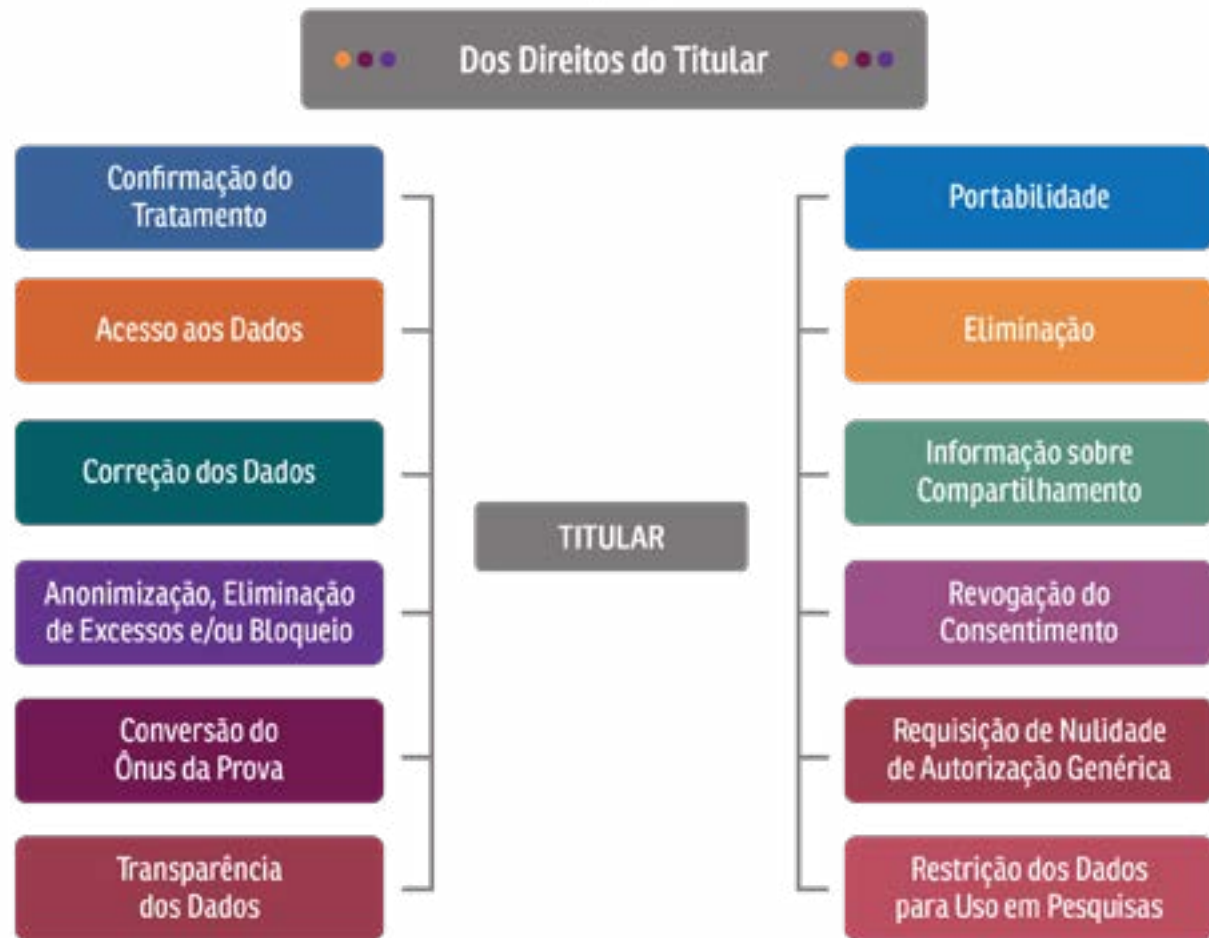 Dos Direitos do Titular
Confirmação do
Tratamento
Acesso aos Dados
Correção dos Dados
Anonimização, Eliminação
de Excessos e/ou Bloqueio
Conversão do
Ônus da Prova
Transparência
dos Dados
TITULAR
Portabilidade
Eliminação
Informação sobre
Compartilhamento
Revogação do
Consentimento
Requisição de Nulidade
de Autorização Genérica
Restrição dos Dados
para Uso em Pesquisas